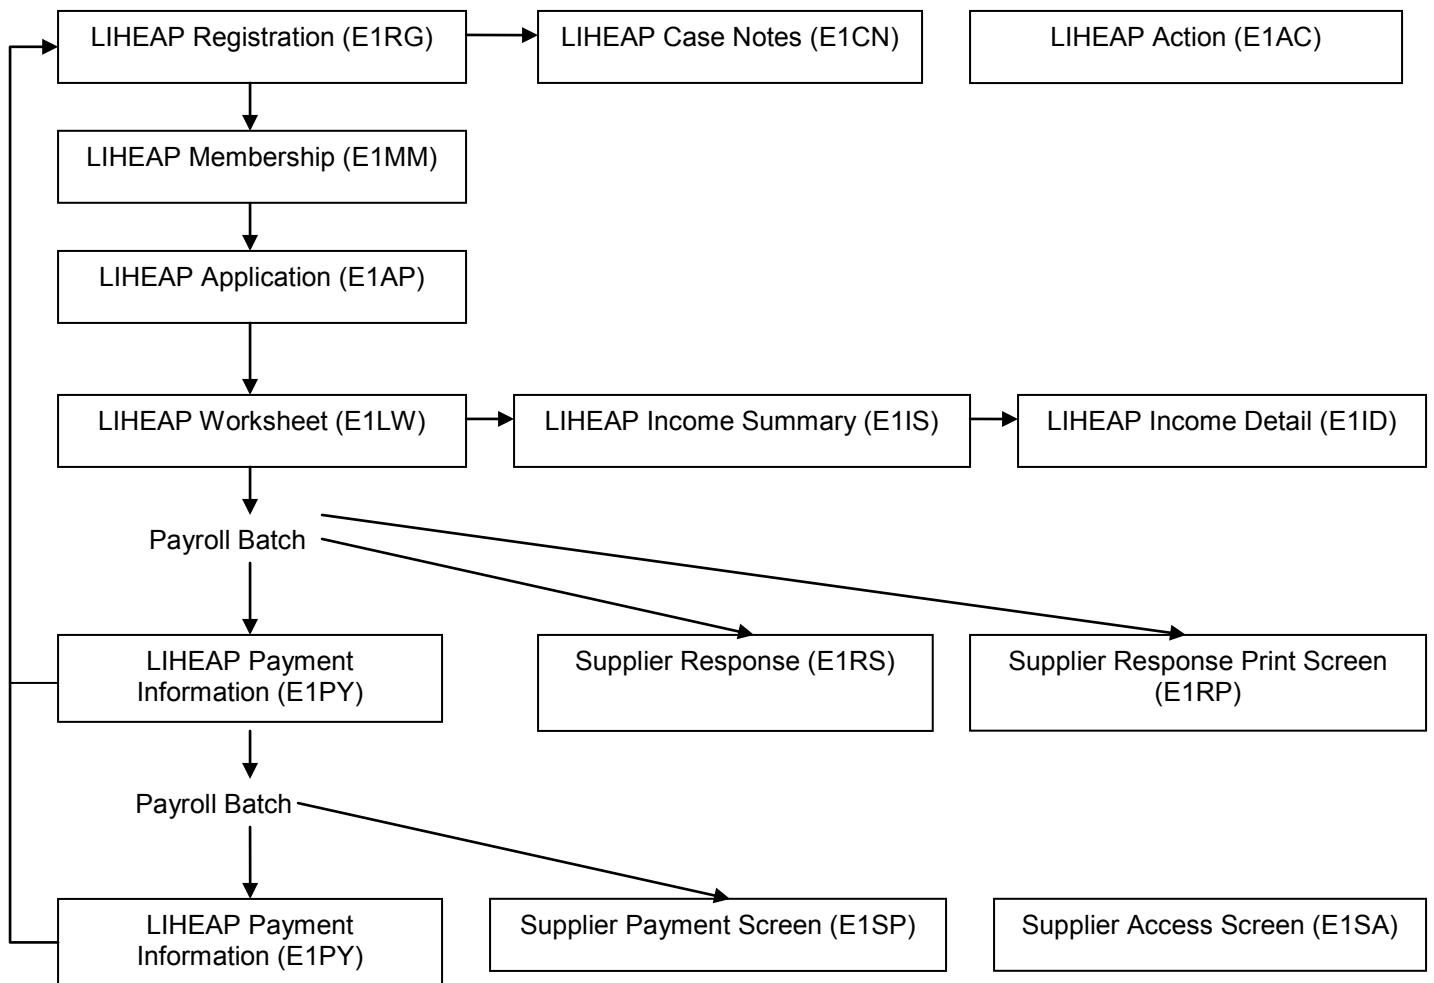 LIHEAP Registration (E1RG)
LIHEAP Case Notes (E1CN)
LIHEAP Action (E1AC)
LIHEAP Membership (E1MM)
LIHEAP Application (E1AP)
LIHEAP Worksheet (E1LW)
LIHEAP Income Summary (E1IS)
LIHEAP Income Detail (E1ID)
Payroll Batch
LIHEAP Payment
Information (E1PY)
Supplier Response (E1RS)
Supplier Response Print Screen
(E1RP)
Payroll Batch
LIHEAP Payment
Information (E1PY)
Supplier Payment Screen (E1SP)
Supplier Access Screen (E1SA)